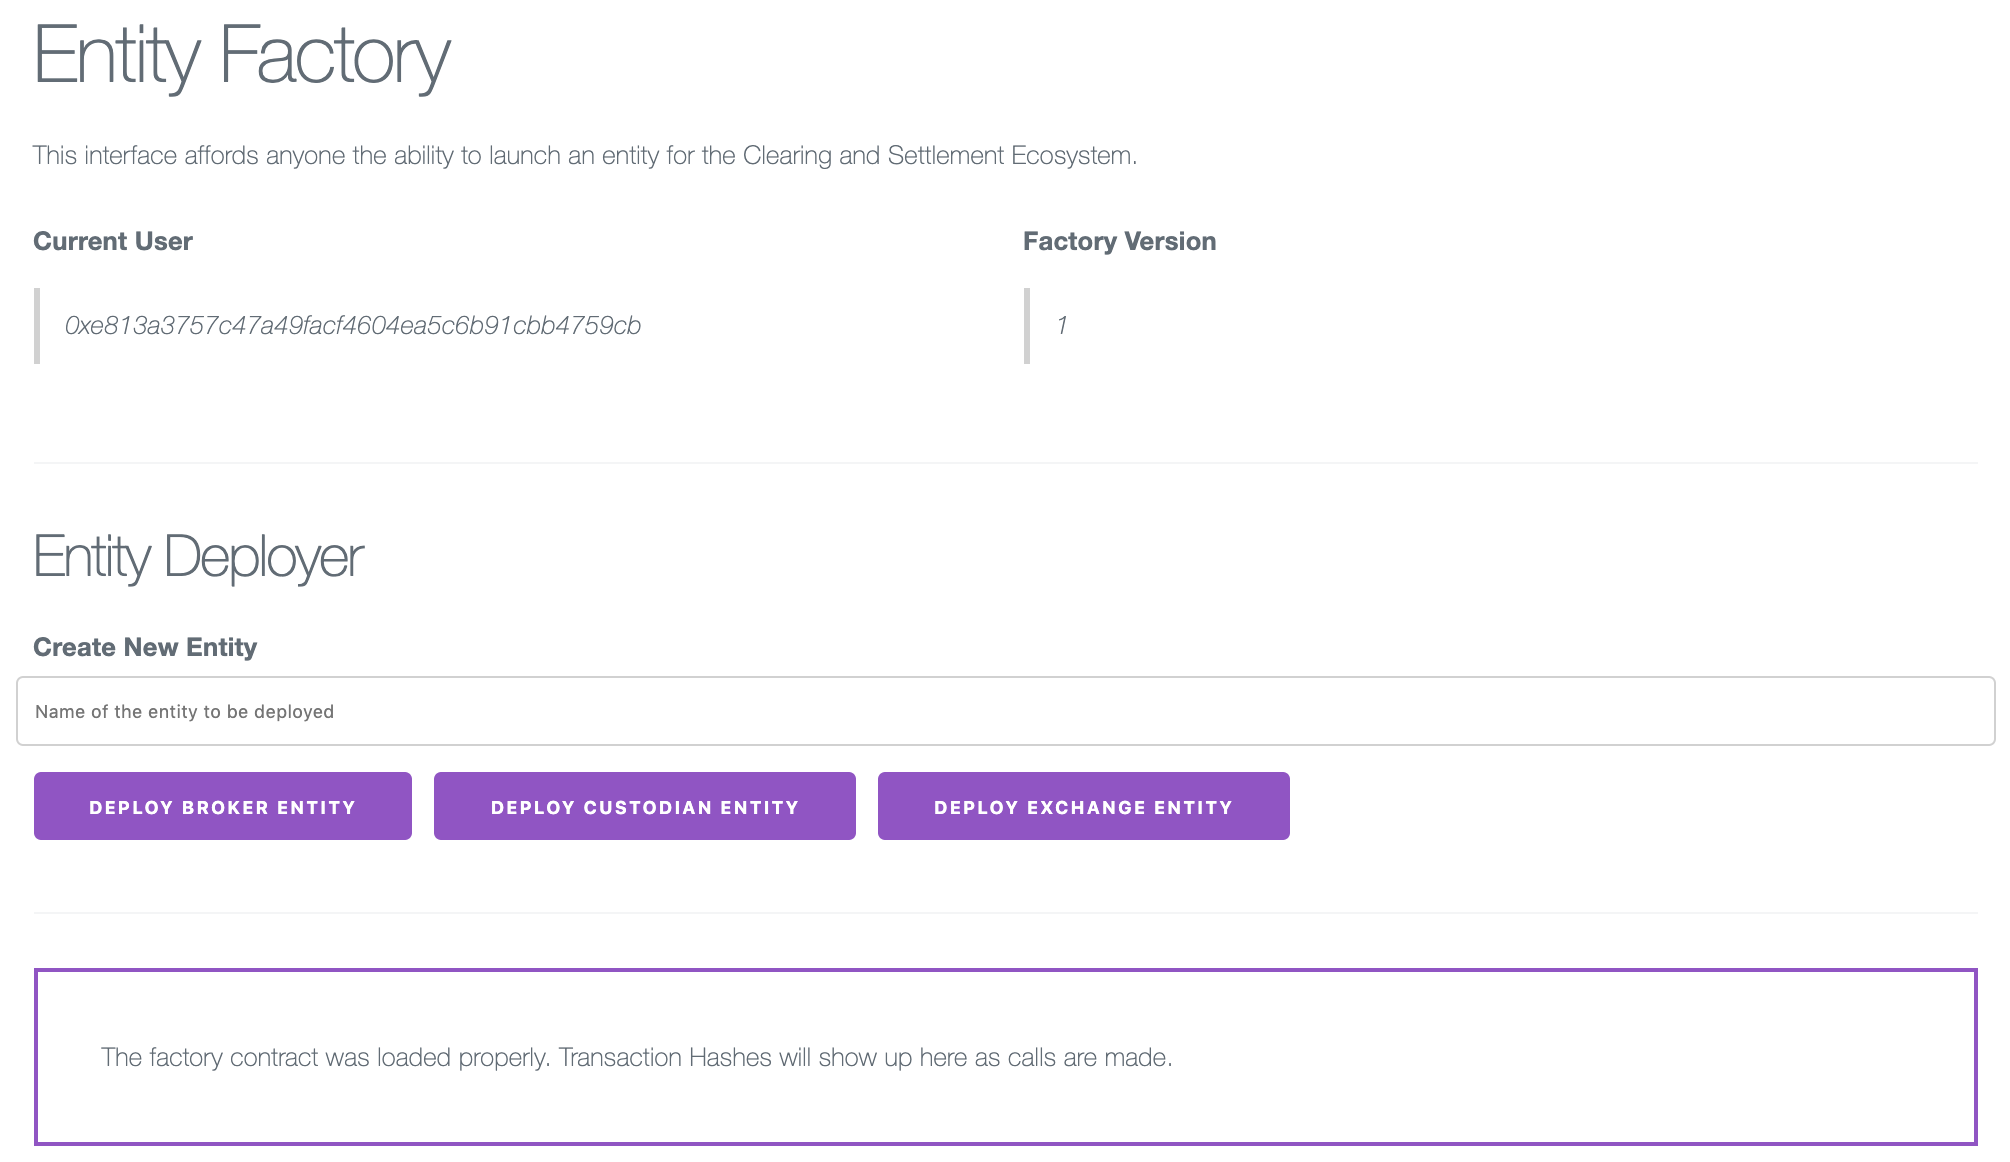 Entity Factory
This interface affords anyone the ability to launch an entity for the Clearing and Settlement Ecosystem.
Current User
Factory Version
0xe813a3757c47a49facf4604ea5c6b91cbb4759cb
1
Entity Deployer
Create New Entity
Name of the entity to be deployed
DEPLOY BROKER ENTITY
DEPLOY CUSTODIAN ENTITY
DEPLOY EXCHANGE ENTITY
The factory contract was loaded properly. Transaction Hashes will show up here as calls are made.